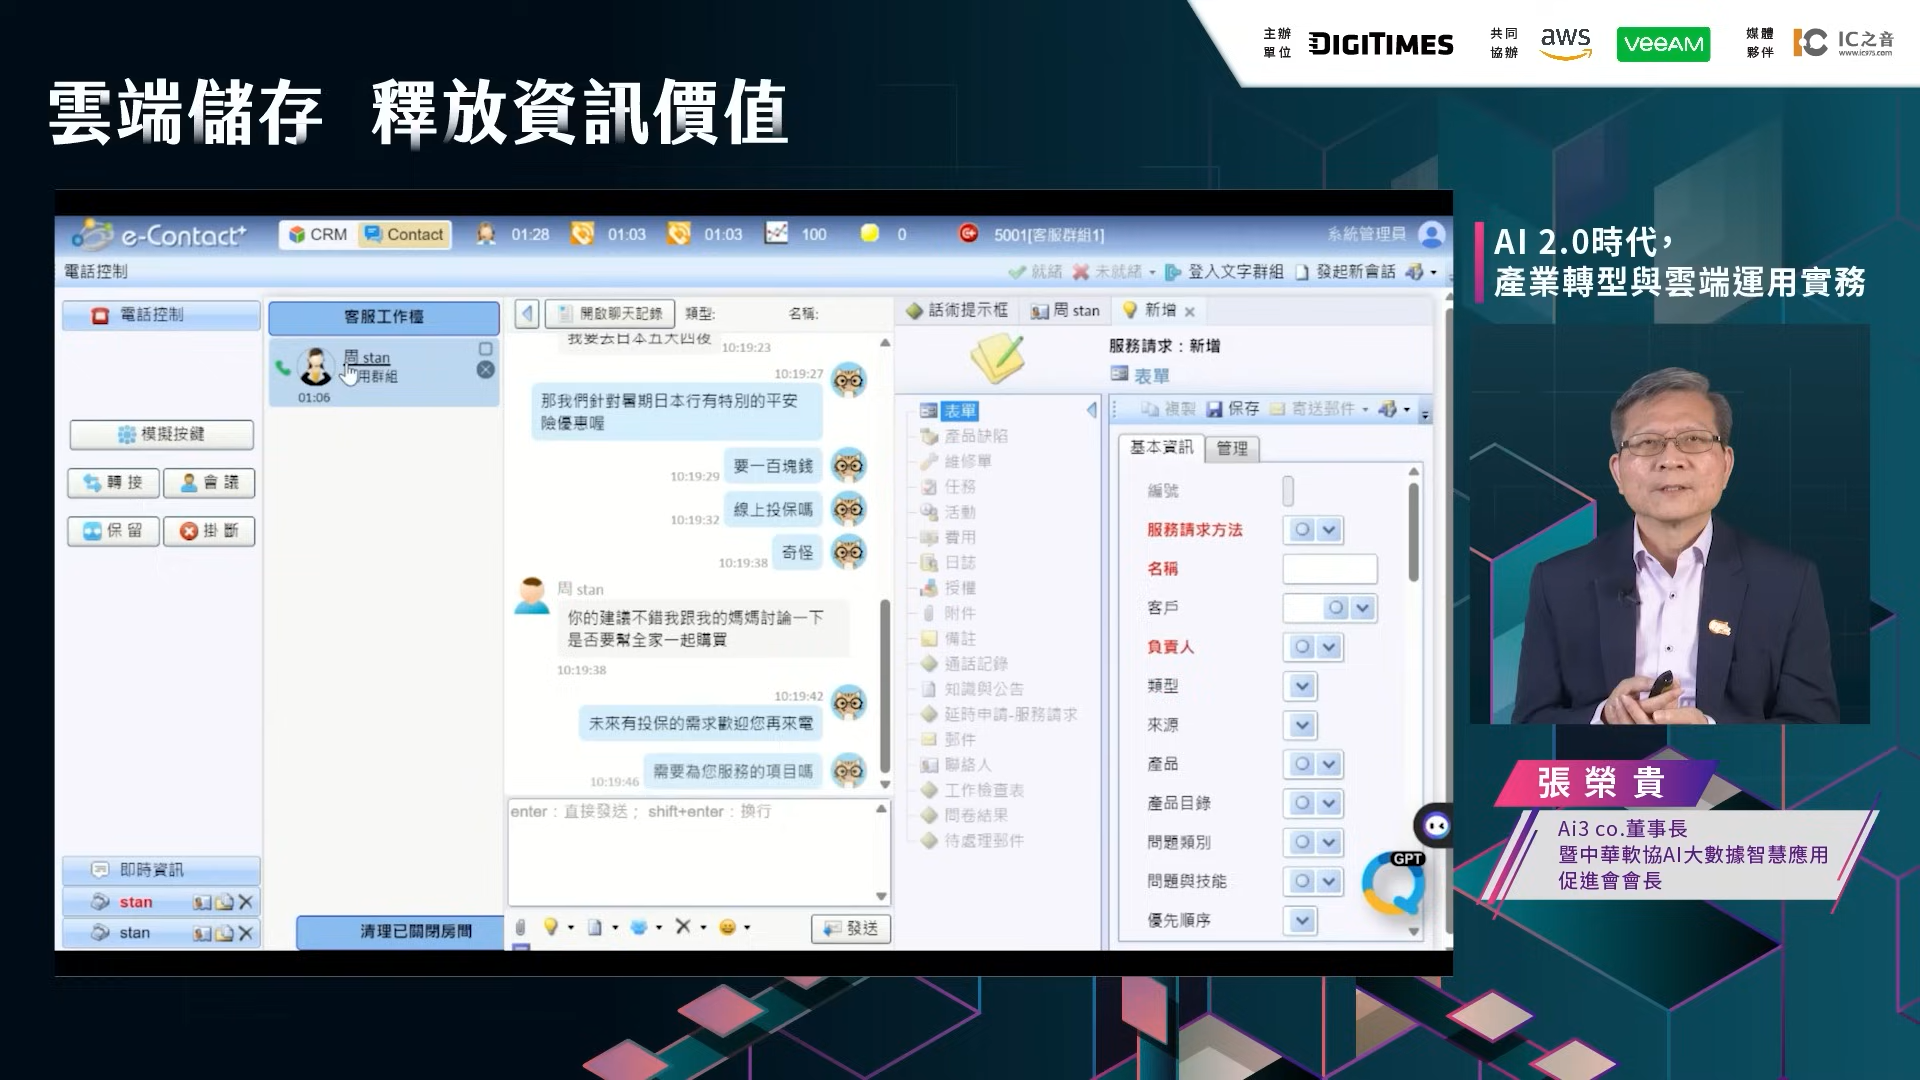 主辦
單位
DIGITIMES
共同
協辦
aws
veeam
媒體
夥伴
IC之音
www.ic975.com
雲端儲存 釋放資訊價值
e-Contact+
CRM
Contact
01:28
01:03
01:03
100
0
5001[客服群組1]
系統管理員
電話控制
就緒
未就緒
登入文字群組
發起新會話
電話控制
模擬按鍵
轉接
會議
保留
掛斷
即時資訊
stan
stan
客服工作檯
周 stan
用群組
01:06
清理已關閉房間
開啟聊天記錄
類型:
名稱:
我要去日本五天四夜
10:19:23
10:19:27
那我們針對暑期日本行有特別的平安
險優惠喔
要一百塊錢
10:19:29
線上投保嗎
10:19:32
奇怪
10:19:38
周 stan
你的建議不錯我跟我的媽媽討論一下
是否要幫全家一起購買
10:19:38
10:19:42
未來有投保的需求歡迎您再來電
需要為您服務的項目嗎
10:19:46
enter：直接發送； shift+enter：換行
發送
話術提示框
周 stan
新增
服務請求：新增
表單
表單
產品缺陷
維修單
任務
活動
費用
日誌
授權
附件
備註
通話記錄
知識與公告
延時申請-服務請求
郵件
聯絡人
工作檢查表
問卷結果
待處理郵件
複製
保存
寄送郵件
基本資訊
管理
編號
服務請求方法
名稱
客戶
負責人
類型
來源
產品
產品目錄
問題類別
問題與技能
優先順序
GPT
AI 2.0時代，
產業轉型與雲端運用實務
張榮貴
Ai3 co.董事長
暨中華軟協AI大數據智慧應用
促進會會長